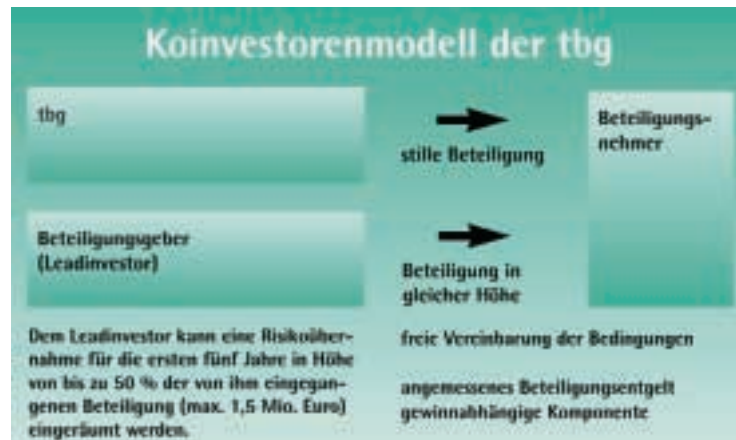 Koinvestorenmodell der tbg
tbg
stille Beteiligung
Beteiligungs-
nehmer
Beteiligungsgeber
(Leadinvestor)
Beteiligung in
gleicher Höhe
Dem Leadinvestor kann eine Risikoüber-
nahme für die ersten fünf Jahre in Höhe
von bis zu 50 % der von ihm eingegan-
genen Beteiligung (max. 1,5 Mio. Euro)
eingeräumt werden.
freie Vereinbarung der Bedingungen
angemessenes Beteiligungsentgelt
gewinnabhängige Komponente